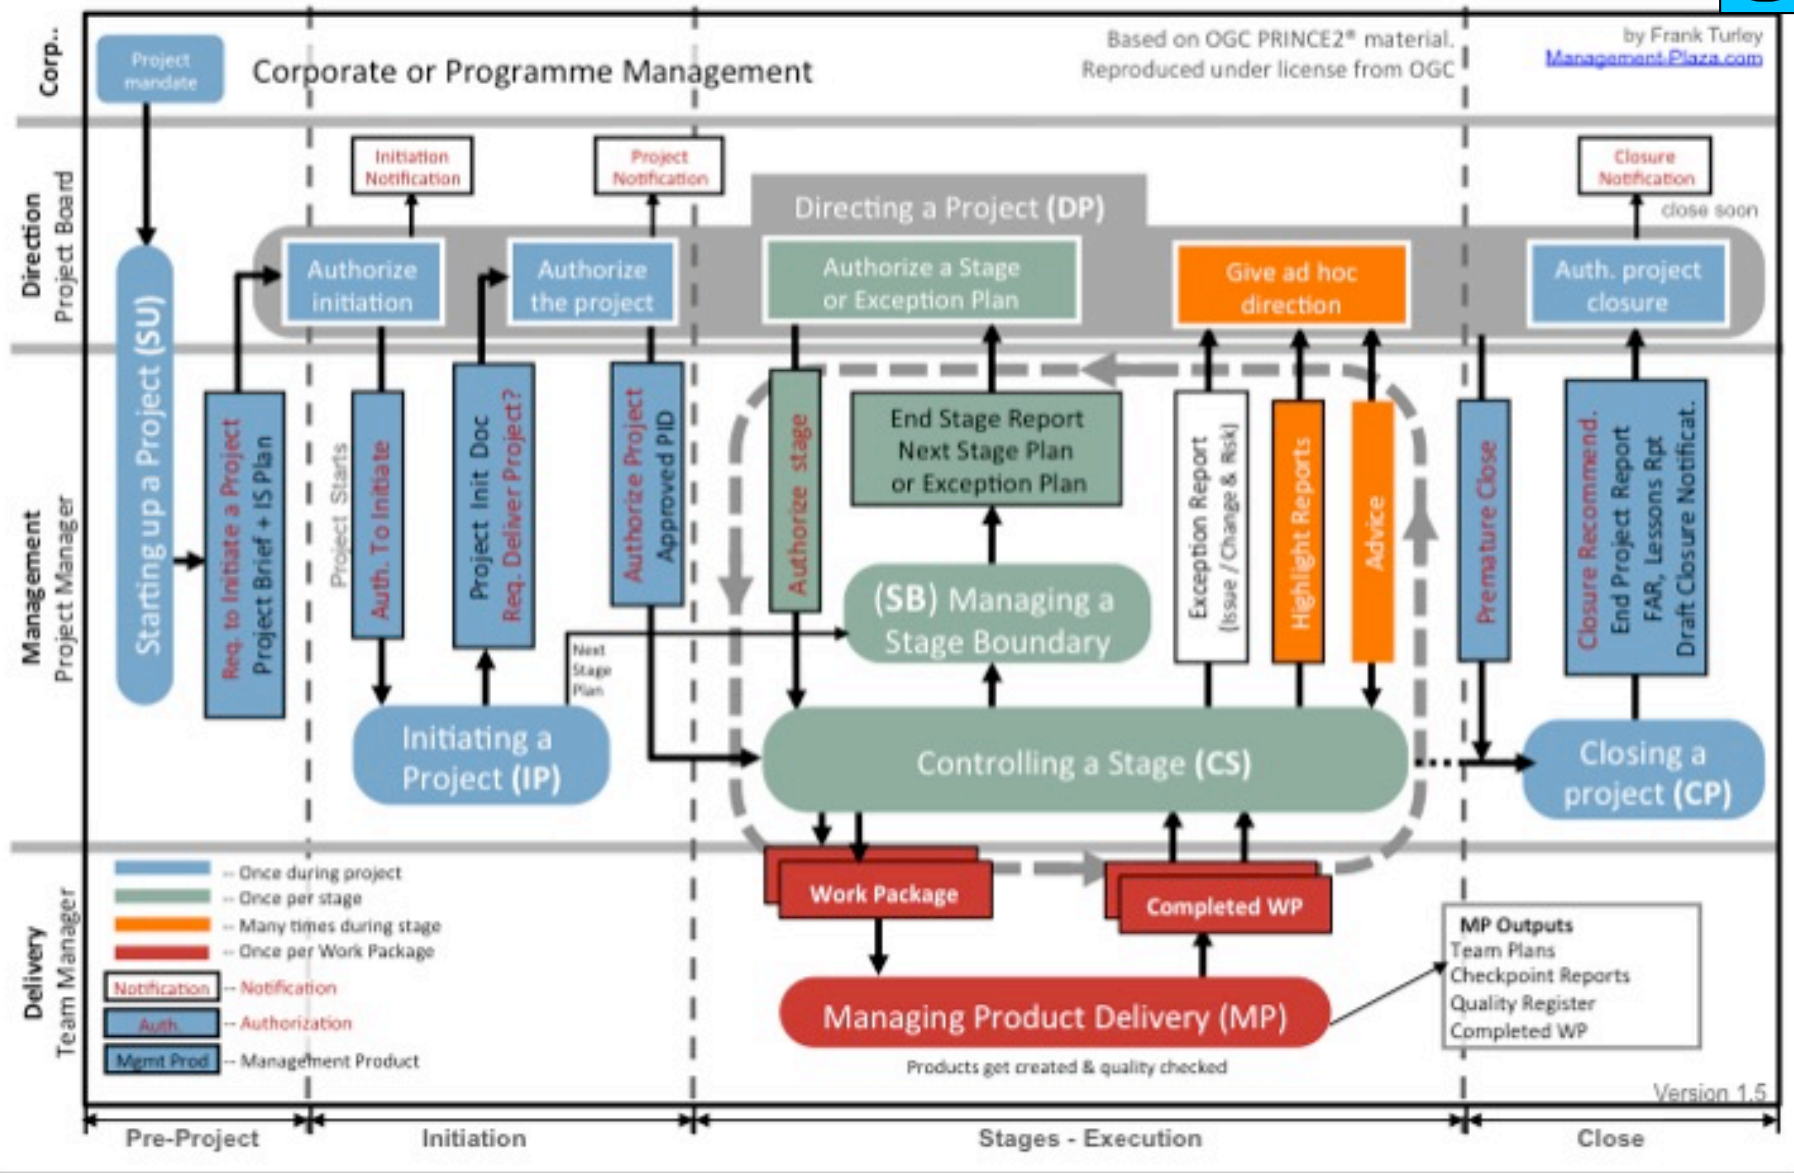 Corp..
Project
mandate
Corporate or Programme Management
Based on OGC PRINCE2® material.
Reproduced under license from OGC
by Frank Turley
Management-Plaza.com
Direction
Project Board
Initiation
Notification
Project
Notification
Directing a Project (DP)
Closure
Notification
close soon
Authorize
initiation
Authorize
the project
Authorize a Stage
or Exception Plan
Give ad hoc
direction
Auth. project
closure
Management
Project Manager
Starting up a Project (SU)
Req. to Initiate a Project
Project Brief + IS Plan
Project Starts
Auth. To Initiate
Project Init Doc
Req. Deliver Project?
Authorize Project
Approved PID
Authorize stage
End Stage Report
Next Stage Plan
or Exception Plan
Exception Report
(Issue / Change & Risk)
Highlight Reports
Advice
Premature Close
Closure Recommend.
End Project Report
FAR, Lessons Rpt
Draft Closure Notificat.
(SB) Managing a
Stage Boundary
Next
Stage
Plan
Initiating a
Project (IP)
Controlling a Stage (CS)
Closing a
project (CP)
Delivery
Team Manager
-- Once during project
-- Once per stage
-- Many times during stage
-- Once per Work Package
Notification -- Notification
Auth. -- Authorization
Mgmt Prod -- Management Product
Work Package
Completed WP
Managing Product Delivery (MP)
Products get created & quality checked
MP Outputs
Team Plans
Checkpoint Reports
Quality Register
Completed WP
Version 1.5
Pre-Project
Initiation
Stages - Execution
Close